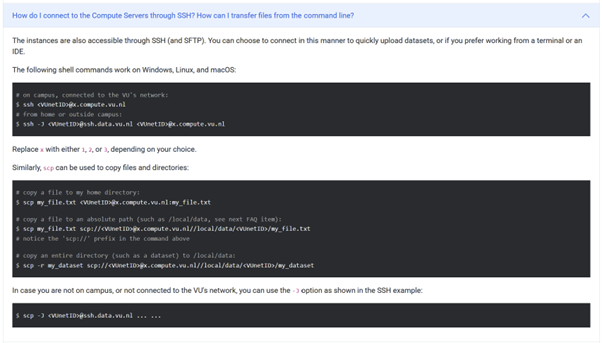 How do I connect to the Compute Servers through SSH? How can I transfer files from the command line?
The instances are also accessible through SSH (and SFTP). You can choose to connect in this manner to quickly upload datasets, or if you prefer working from a terminal or an
IDE.
The following shell commands work on Windows, Linux, and macOS:
# on campus, connected to the VU's network:
$ ssh <VUnetID>@x.compute.vu.nl
# from home or outside campus:
$ ssh -J <VUnetID>@ssh.data.vu.nl <VUnetID>@x.compute.vu.nl
Replace x with either 1, 2, or 3, depending on your choice.
Similarly, scp can be used to copy files and directories:
# copy a file to my home directory:
$ scp my_file.txt <VUnetID>@x.compute.vu.nl:my_file.txt
# copy a file to an absolute path (such as /local/data, see next FAQ item):
$ scp my_file.txt scp://<VUnetID>@x.compute.vu.nl//local/data/<VUnetID>/my_file.txt
# notice the 'scp://' prefix in the command above
# copy an entire directory (such as a dataset) to /local/data:
$ scp -r my_dataset scp://<VUnetID>@x.compute.vu.nl//local/data/<VUnetID>/my_dataset
In case you are not on campus, or not connected to the VU's network, you can use the -J option as shown in the SSH example:
$ scp -J <VUnetID>@ssh.data.vu.nl ... ...